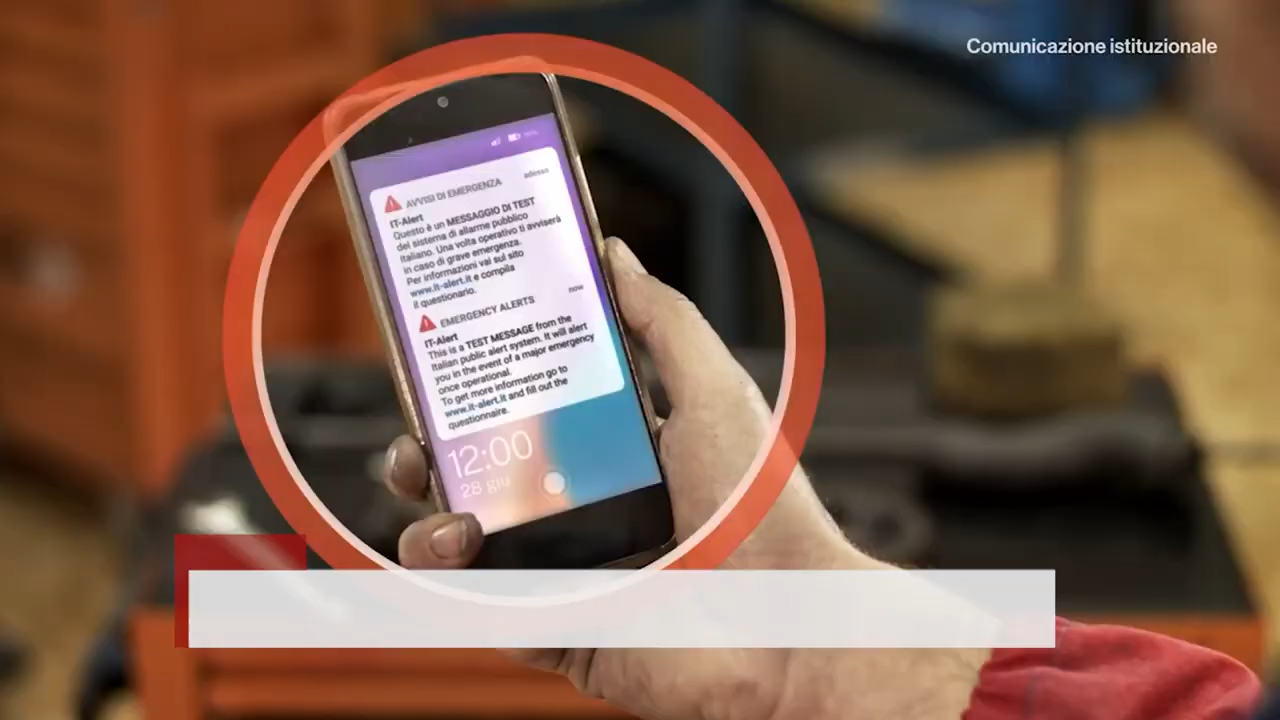 Comunicazione istituzionale
AVVISI DI EMERGENZA
adesso
IT-Alert
Questo è un MESSAGGIO DI TEST
del sistema di allarme pubblico
italiano. Una volta operativo ti avviserà
in caso di grave emergenza.
Per informazioni vai sul sito
www.it-alert.it e compila
il questionario.
EMERGENCY ALERTS
now
IT-Alert
This is a TEST MESSAGE from the
Italian public alert system. It will alert
you in the event of a major emergency
once operational.
To get more information go to
www.it-alert.it and fill out the
questionnaire.
12:00
28 giu